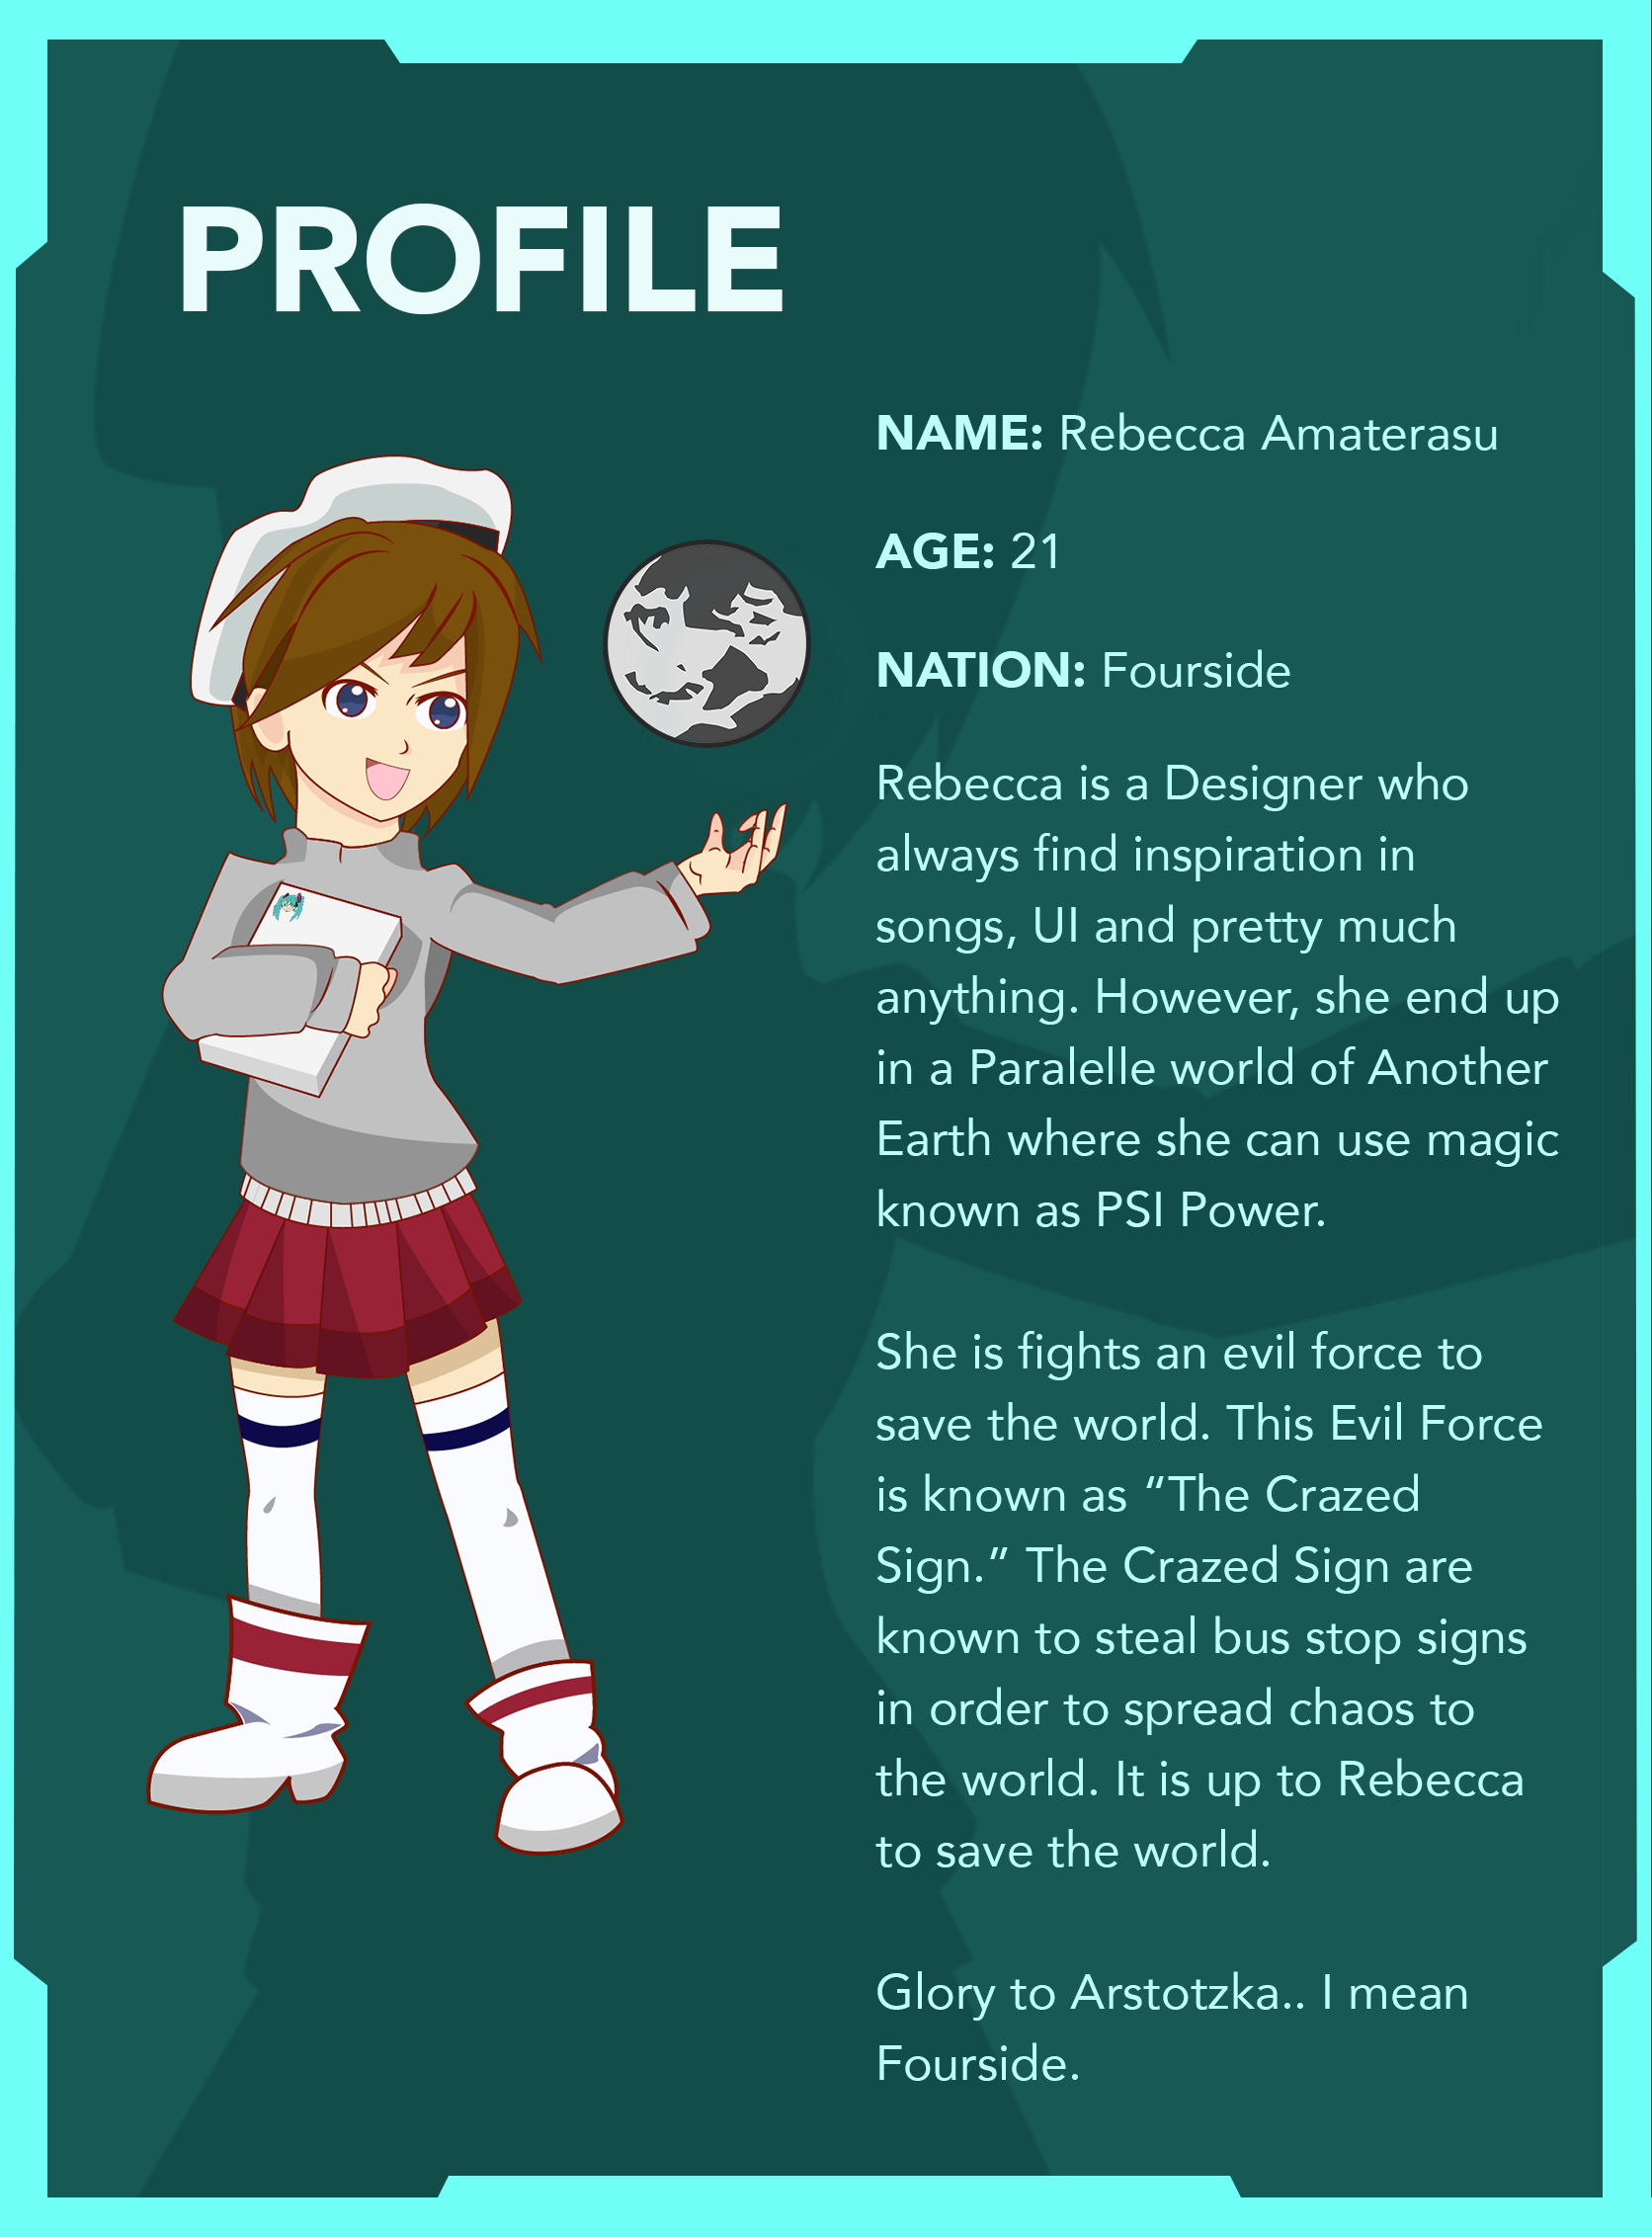 PROFILE
NAME: Rebecca Amaterasu
AGE: 21
NATION: Fourside
Rebecca is a Designer who
always find inspiration in
songs, UI and pretty much
anything. However, she end up
in a Paralelle world of Another
Earth where she can use magic
known as PSI Power.
She is fights an evil force to
save the world. This Evil Force
is known as “The Crazed
Sign.” The Crazed Sign are
known to steal bus stop signs
in order to spread chaos to
the world. It is up to Rebecca
to save the world.
Glory to Arstotzka.. I mean
Fourside.